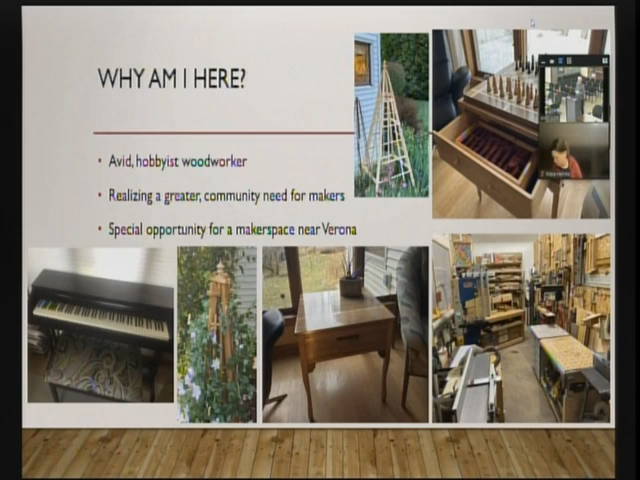 WHY AM I HERE?
• Avid, hobbyist woodworker
• Realizing a greater, community need for makers
• Special opportunity for a makerspace near Verona